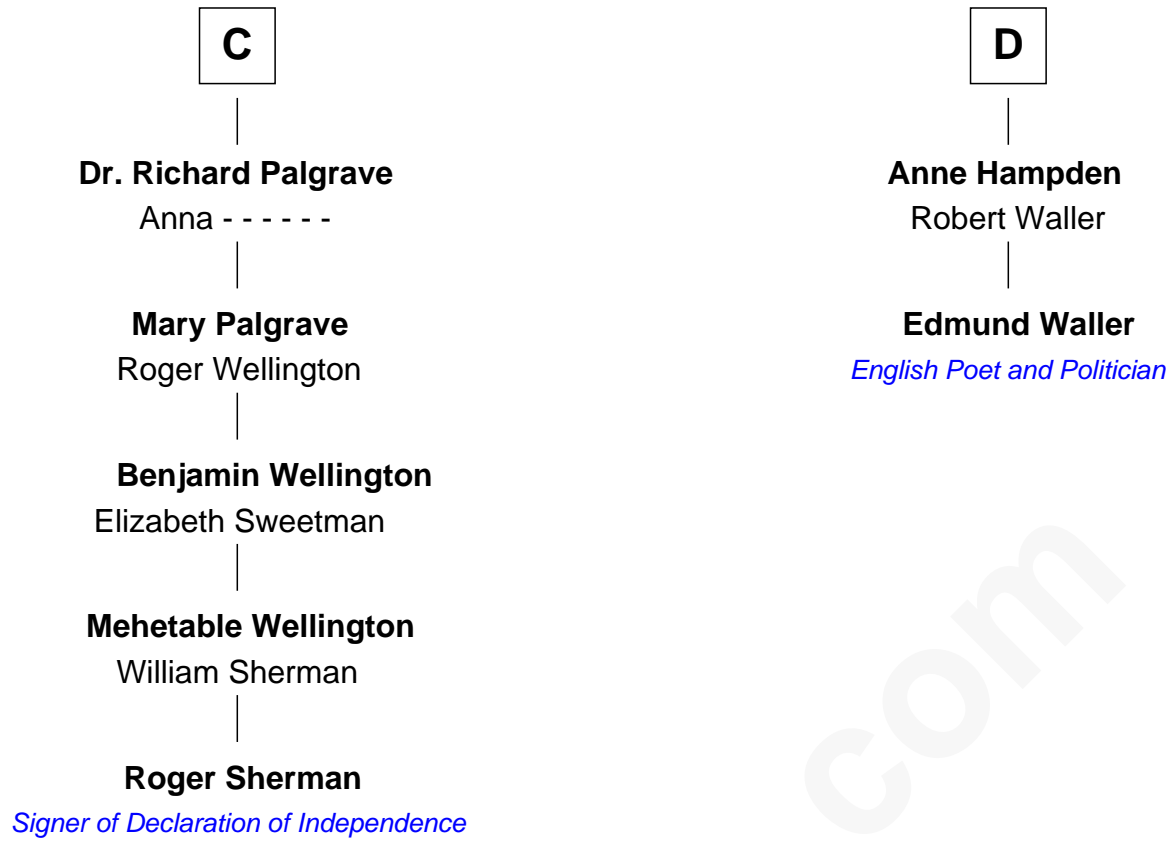 C
Dr. Richard Palgrave
Anna - - - - - -
Mary Palgrave
Roger Wellington
Benjamin Wellington
Elizabeth Sweetman
Mehetable Wellington
William Sherman
Roger Sherman
Signer of Declaration of Independence
D
Anne Hampden
Robert Waller
Edmund Waller
English Poet and Politician
com